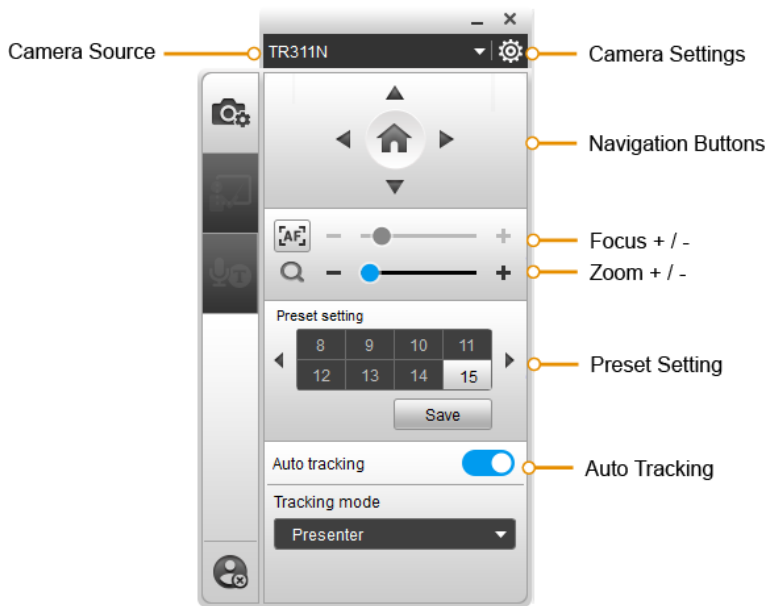 Camera Source
TR311N
Camera Settings
Navigation Buttons
AF
Focus + / -
Zoom + / -
Preset setting
8 9 10 11
12 13 14 15
Preset Setting
Save
Auto tracking
Auto Tracking
Tracking mode
Presenter
T